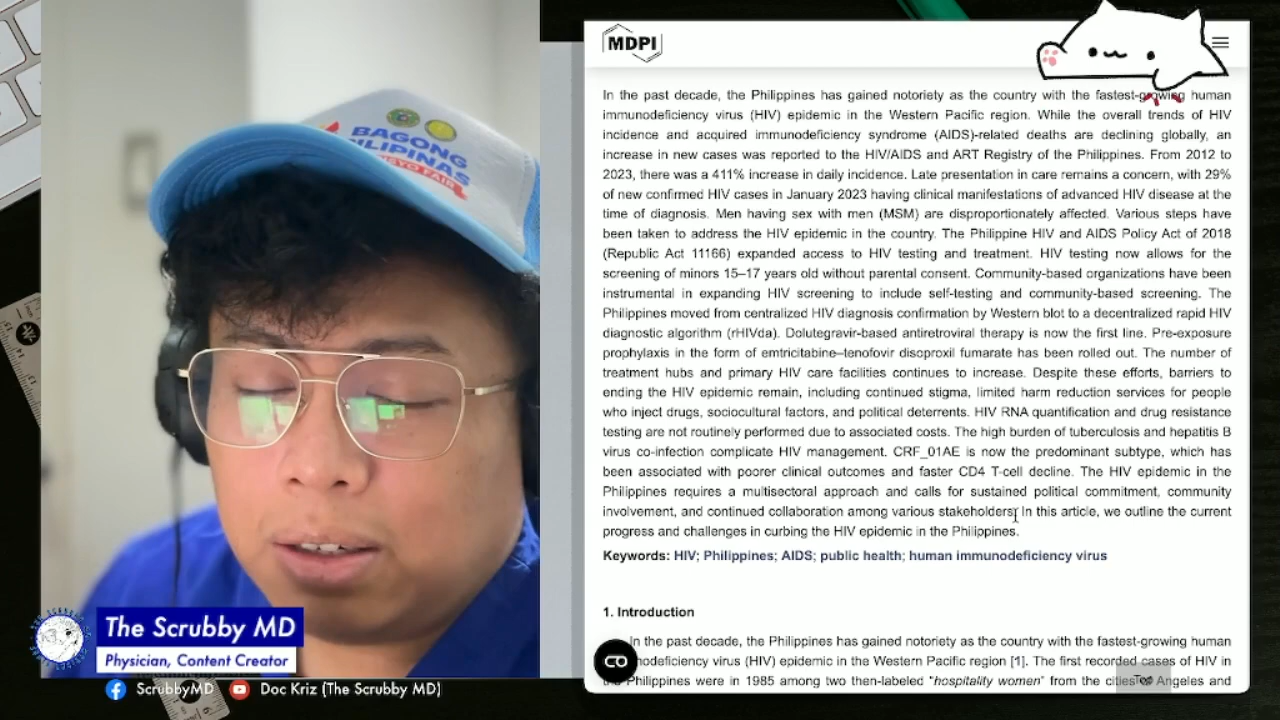 BAGONG
PILIPINAS
The Scrubby MD
Physician, Content Creator
ScrubbyMD
Doc Kriz (The Scrubby MD)
MDPI
In the past decade, the Philippines has gained notoriety as the country with the fastest-growing human
immunodeficiency virus (HIV) epidemic in the Western Pacific region. While the overall trends of HIV
incidence and acquired immunodeficiency syndrome (AIDS)-related deaths are declining globally, an
increase in new cases was reported to the HIV/AIDS and ART Registry of the Philippines. From 2012 to
2023, there was a 411% increase in daily incidence. Late presentation in care remains a concern, with 29%
of new confirmed HIV cases in January 2023 having clinical manifestations of advanced HIV disease at the
time of diagnosis. Men having sex with men (MSM) are disproportionately affected. Various steps have
been taken to address the HIV epidemic in the country. The Philippine HIV and AIDS Policy Act of 2018
(Republic Act 11166) expanded access to HIV testing and treatment. HIV testing now allows for the
screening of minors 15–17 years old without parental consent. Community-based organizations have been
instrumental in expanding HIV screening to include self-testing and community-based screening. The
Philippines moved from centralized HIV diagnosis confirmation by Western blot to a decentralized rapid HIV
diagnostic algorithm (rHIVda). Dolutegravir-based antiretroviral therapy is now the first line. Pre-exposure
prophylaxis in the form of emtricitabine–tenofovir disoproxil fumarate has been rolled out. The number of
treatment hubs and primary HIV care facilities continues to increase. Despite these efforts, barriers to
ending the HIV epidemic remain, including continued stigma, limited harm reduction services for people
who inject drugs, sociocultural factors, and political deterrents. HIV RNA quantification and drug resistance
testing are not routinely performed due to associated costs. The high burden of tuberculosis and hepatitis B
virus co-infection complicate HIV management. CRF_01AE is now the predominant subtype, which has
been associated with poorer clinical outcomes and faster CD4 T-cell decline. The HIV epidemic in the
Philippines requires a multisectoral approach and calls for sustained political commitment, community
involvement, and continued collaboration among various stakeholders. In this article, we outline the current
progress and challenges in curbing the HIV epidemic in the Philippines.
Keywords: HIV; Philippines; AIDS; public health; human immunodeficiency virus
1. Introduction
In the past decade, the Philippines has gained notoriety as the country with the fastest-growing human
nodeficiency virus (HIV) epidemic in the Western Pacific region [1]. The first recorded cases of HIV in
Philippines were in 1985 among two then-labeled "hospitality women" from the cities of Angeles and